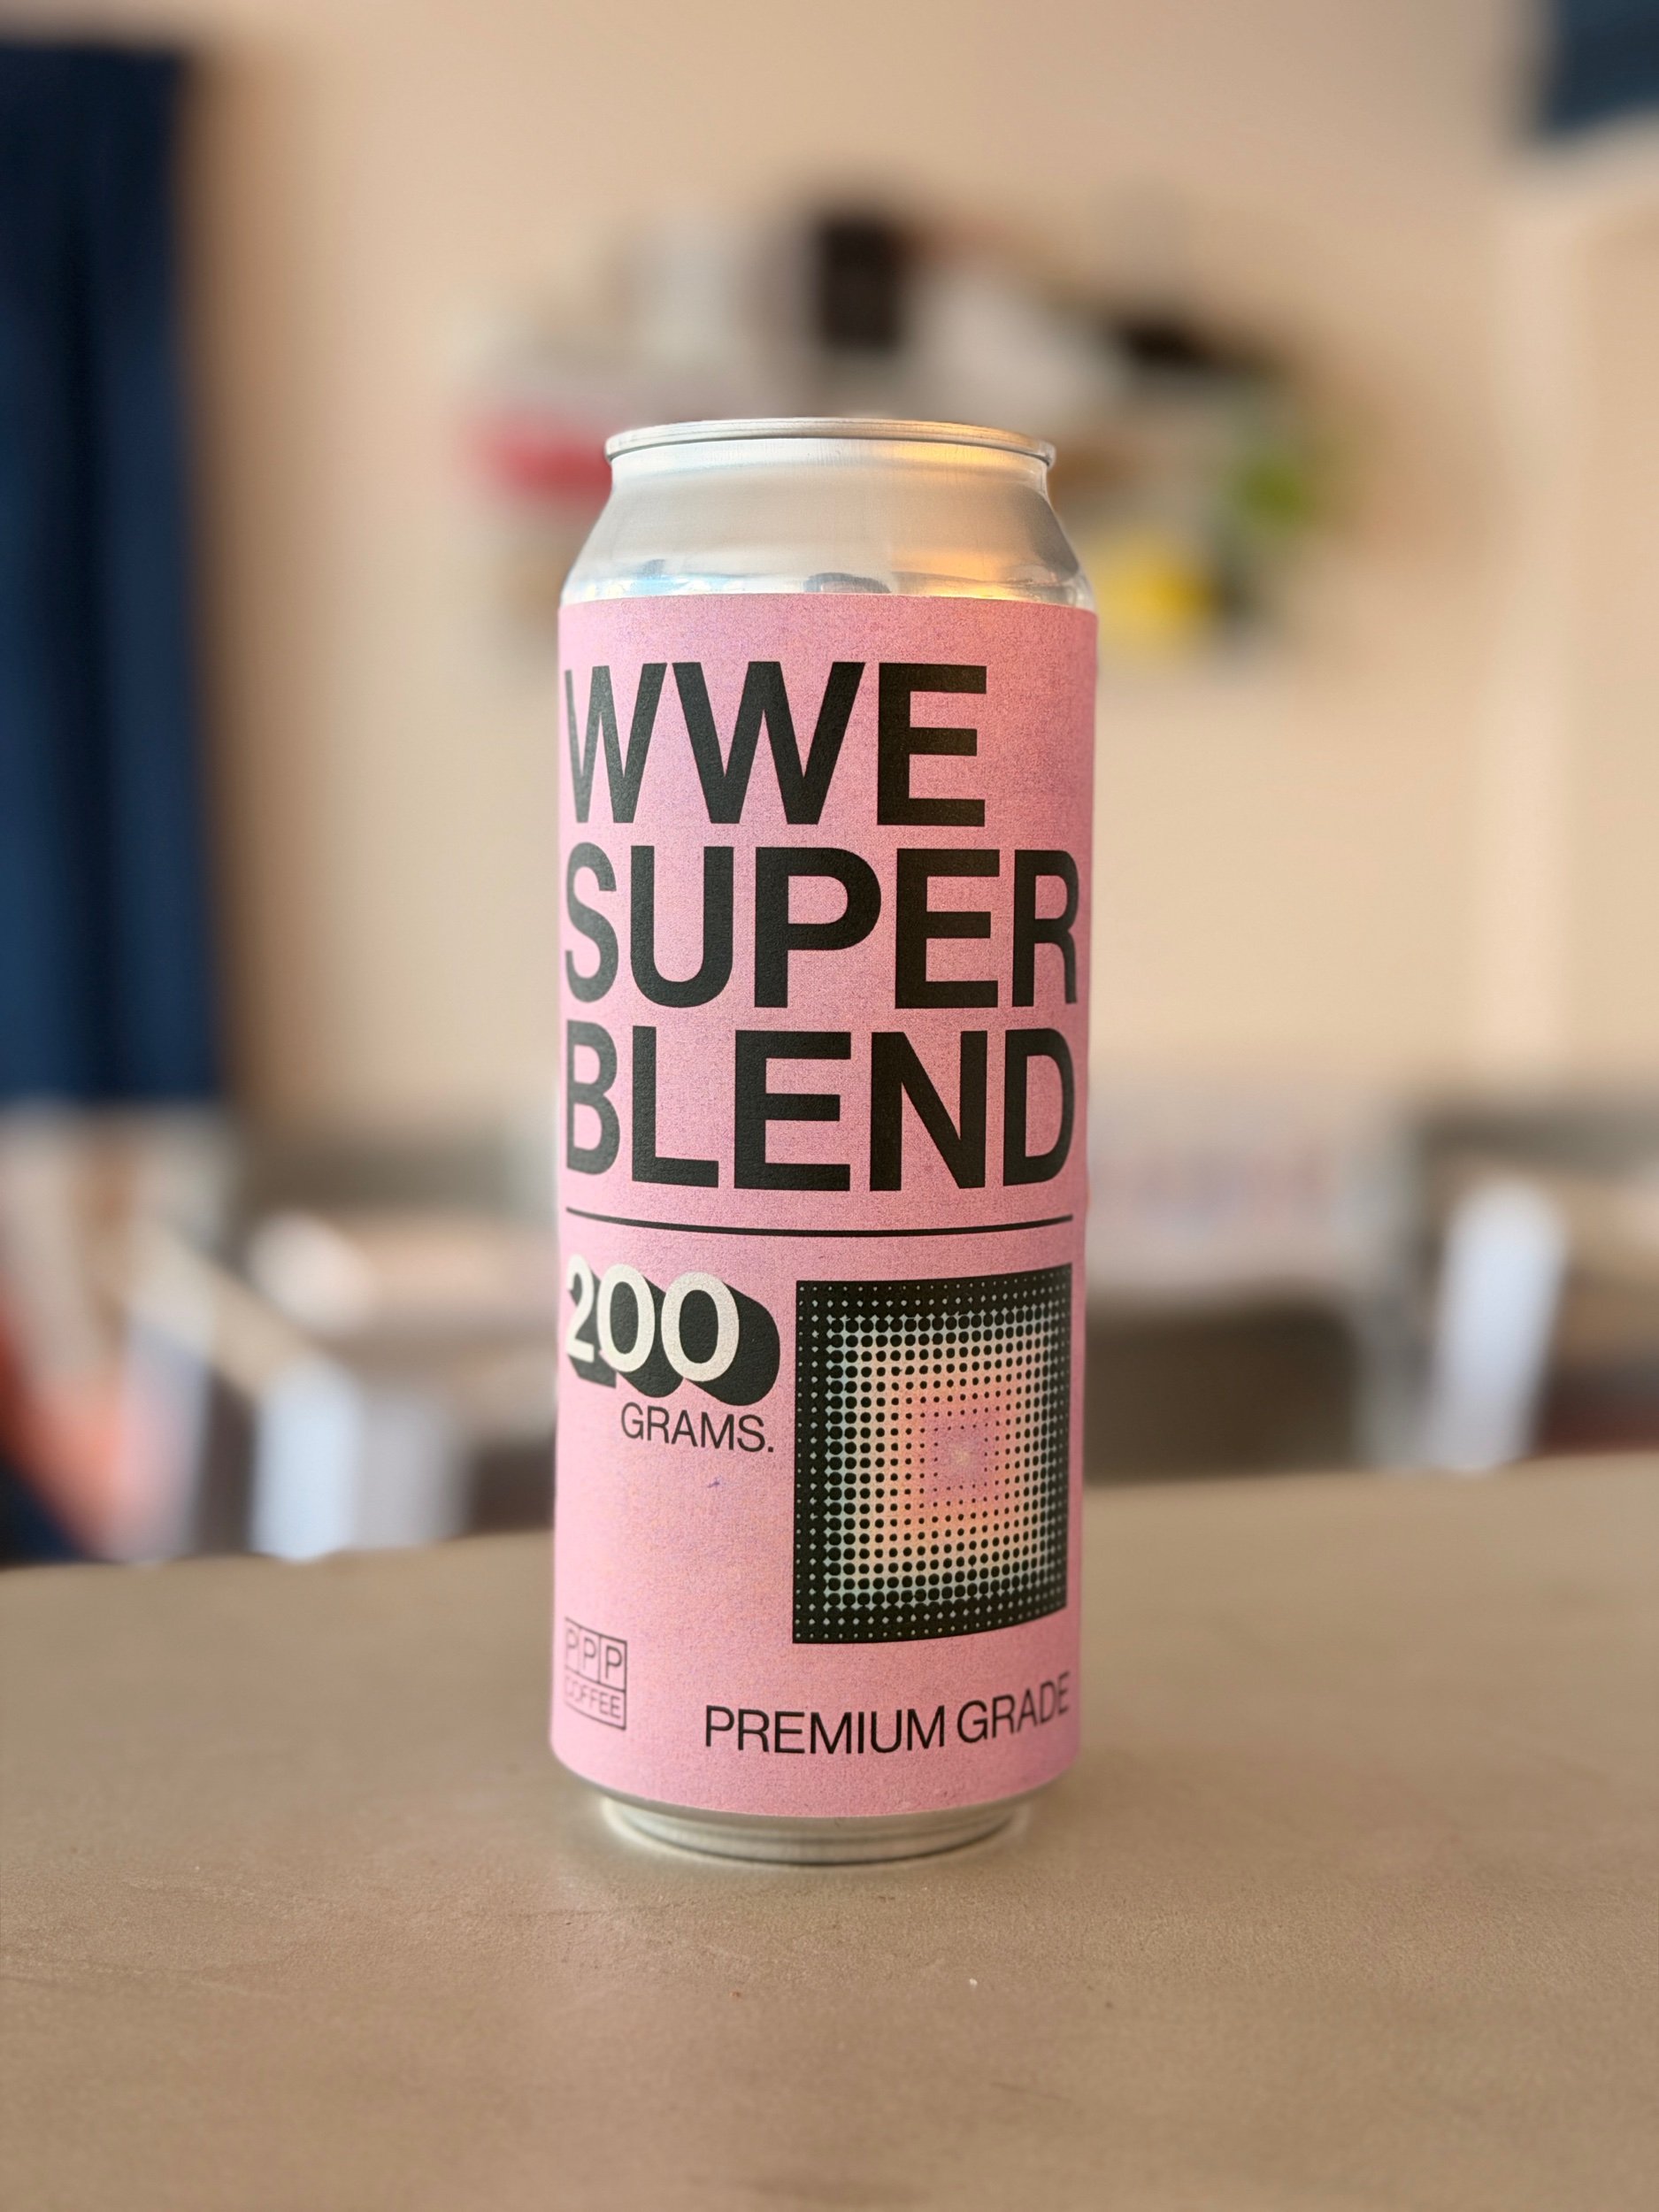 WWE
SUPER
BLEND
200
GRAMS.
PPP
COFFEE
PREMIUM GRADE